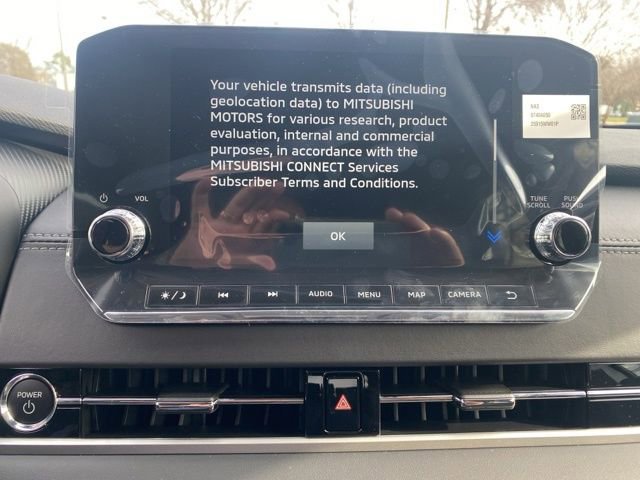 Your vehicle transmits data (including
geolocation data) to MITSUBISHI
MOTORS for various research, product
evaluation, internal and commercial
purposes, in accordance with the
MITSUBISHI CONNECT Services
Subscriber Terms and Conditions.
OK
VOL
TUNE
SCROLL
PUSH
SOUND
AUDIO
MENU
MAP
CAMERA
POWER